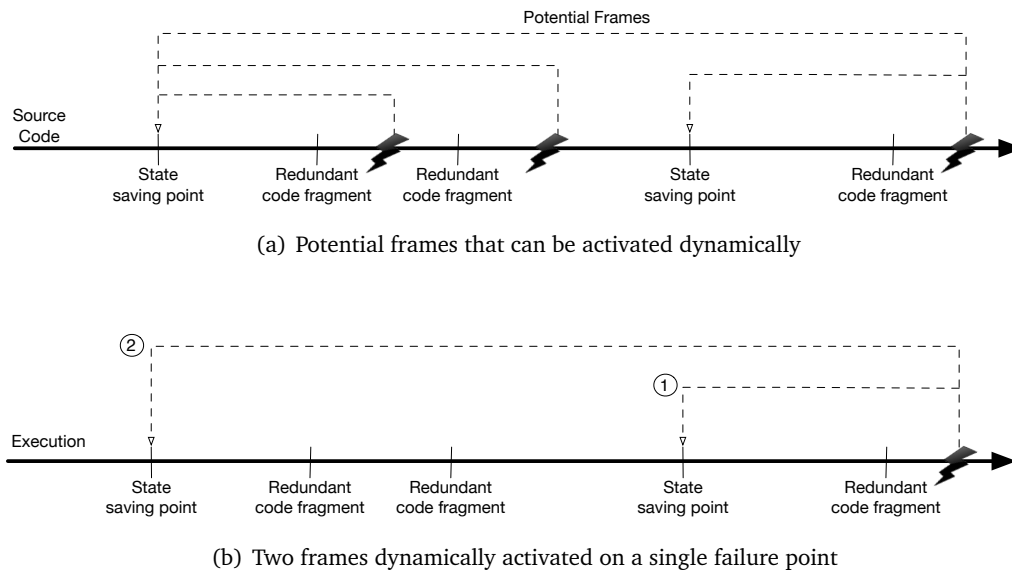 Potential Frames
Source
Code
State
saving point
Redundant
code fragment
Redundant
code fragment
State
saving point
Redundant
code fragment
(a) Potential frames that can be activated dynamically
2
1
Execution
State
saving point
Redundant
code fragment
Redundant
code fragment
State
saving point
Redundant
code fragment
(b) Two frames dynamically activated on a single failure point